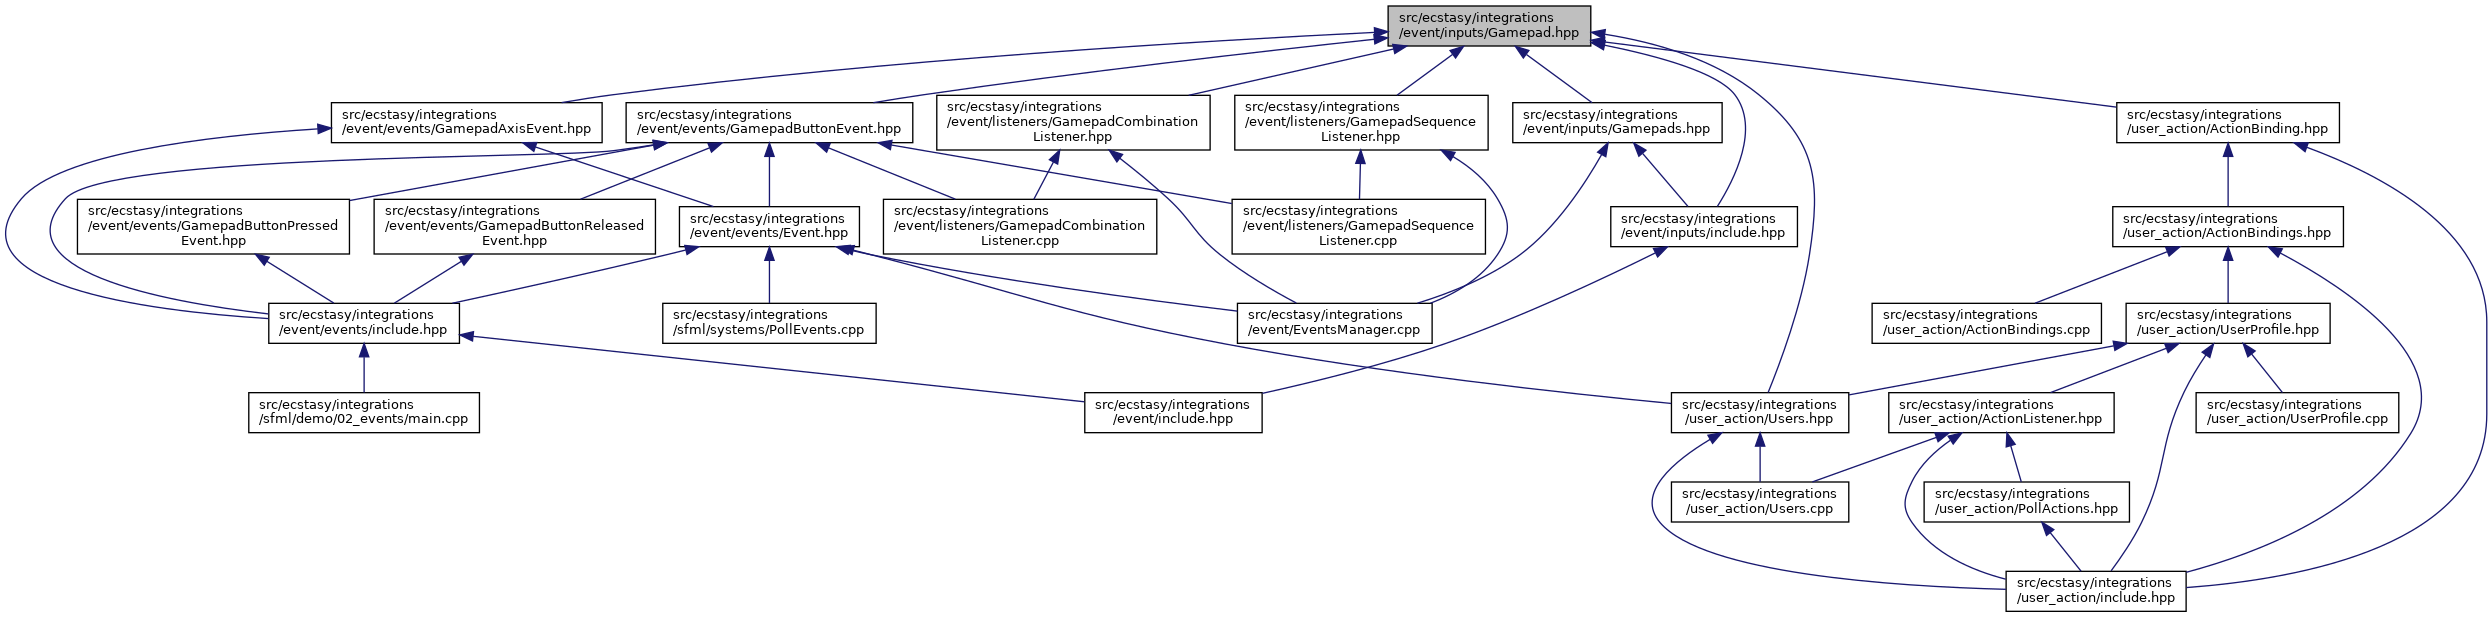 src/ecstasy/integrations
/event/inputs/Gamepad.hpp
src/ecstasy/integrations
/event/events/GamepadAxisEvent.hpp
src/ecstasy/integrations
/event/events/GamepadButtonEvent.hpp
src/ecstasy/integrations
/event/listeners/GamepadCombination
Listener.hpp
src/ecstasy/integrations
/event/listeners/GamepadSequence
Listener.hpp
src/ecstasy/integrations
/event/inputs/Gamepads.hpp
src/ecstasy/integrations
/user_action/ActionBinding.hpp
src/ecstasy/integrations
/event/events/GamepadButtonPressed
Event.hpp
src/ecstasy/integrations
/event/events/GamepadButtonReleased
Event.hpp
src/ecstasy/integrations
/event/events/Event.hpp
src/ecstasy/integrations
/event/listeners/GamepadCombination
Listener.cpp
src/ecstasy/integrations
/event/listeners/GamepadSequence
Listener.cpp
src/ecstasy/integrations
/event/inputs/include.hpp
src/ecstasy/integrations
/user_action/ActionBindings.hpp
src/ecstasy/integrations
/event/events/include.hpp
src/ecstasy/integrations
/sfml/systems/PollEvents.cpp
src/ecstasy/integrations
/event/EventsManager.cpp
src/ecstasy/integrations
/user_action/ActionBindings.cpp
src/ecstasy/integrations
/user_action/UserProfile.hpp
src/ecstasy/integrations
/sfml/demo/02_events/main.cpp
src/ecstasy/integrations
/event/include.hpp
src/ecstasy/integrations
/user_action/Users.hpp
src/ecstasy/integrations
/user_action/ActionListener.hpp
src/ecstasy/integrations
/user_action/UserProfile.cpp
src/ecstasy/integrations
/user_action/Users.cpp
src/ecstasy/integrations
/user_action/PollActions.hpp
src/ecstasy/integrations
/user_action/include.hpp